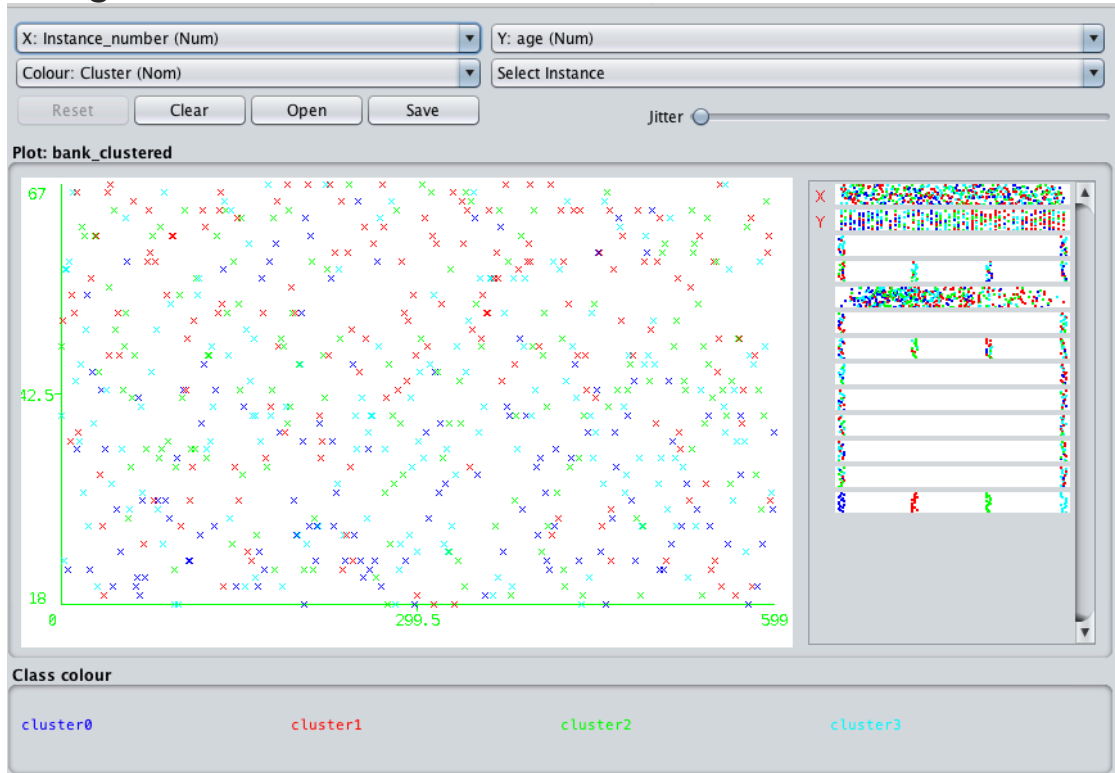 X: Instance_number (Num) Y: age (Num)
Colour: Cluster (Nom) Select Instance
Reset Clear Open Save Jitter
Plot: bank_clustered
67
42.5
18
0 299.5 599
X
Y
Class colour
cluster0 cluster1 cluster2 cluster3